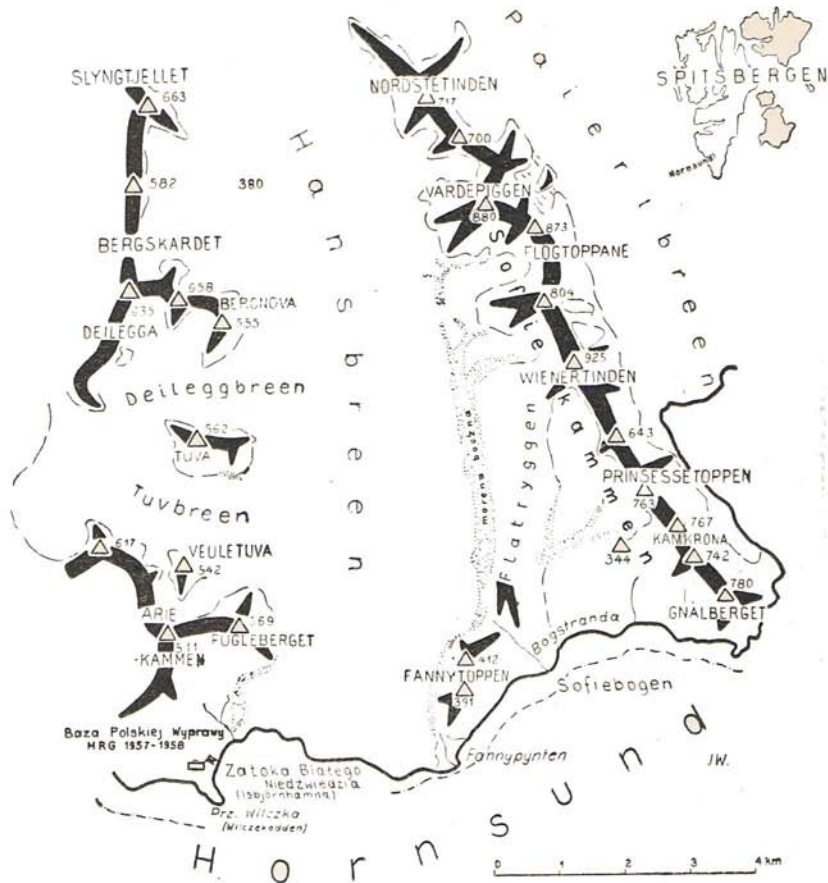 SPITSBERGEN
Hornsund
Paierlbreen
Hansbreen
SLYNGTJELLET
663
582
380
BERGSKARDET
635
658
BERGNOVA
555
DEILEGGA
Deileggbreen
562
TUVA
Tuvbreen
617
VEULETUVA
542
ARIE
-KAMMEN
511
569
FUGLEBERGET
NORDSTETINDEN
717
700
VARDEPIGGEN
880
873
FLOGTOPPANE
Sofiekammen
804
925
WIENERTINDEN
643
PRINSESSETOPPEN
763
767
KAMKRONA
742
344
780
GNALBERGET
morena boczna
Flatryggen
Bogstranda
412
FANNYTOPPEN
391
Sofiebogen
Fannypynten
Baza Polskiej Wyprawy
MRG 1957-1958
Zatoka Białego
Niedźwiedzia
(Isbjörnhamna)
Prz. Wilczka
(Wilczekodden)
JW.
Hornsund
0 1 2 3 4 km